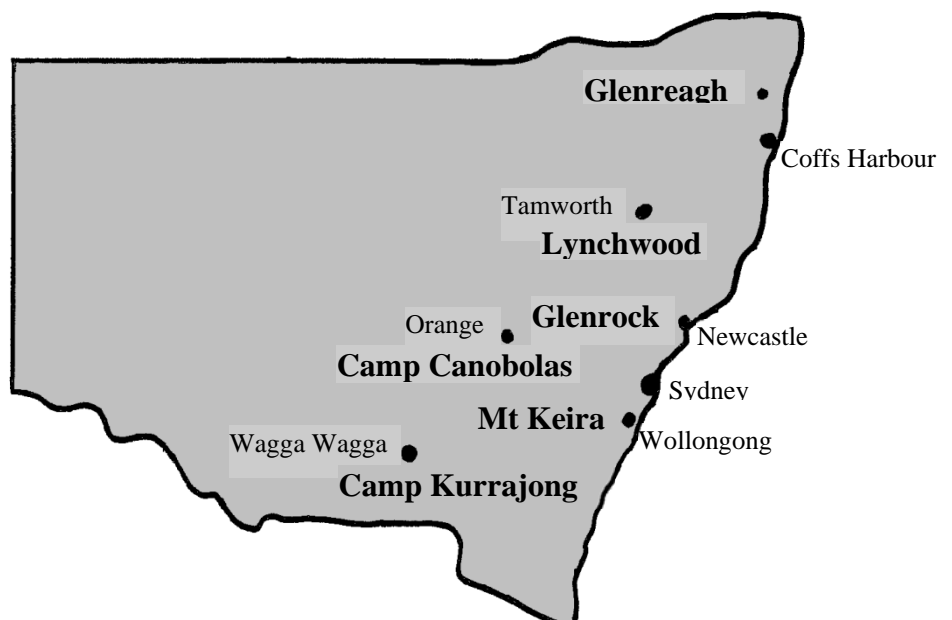 Glenreagh
Coffs Harbour
Tamworth
Lynchwood
Glenrock
Orange
Newcastle
Camp Canobolas
Sydney
Mt Keira
Wollongong
Wagga Wagga
Camp Kurrajong